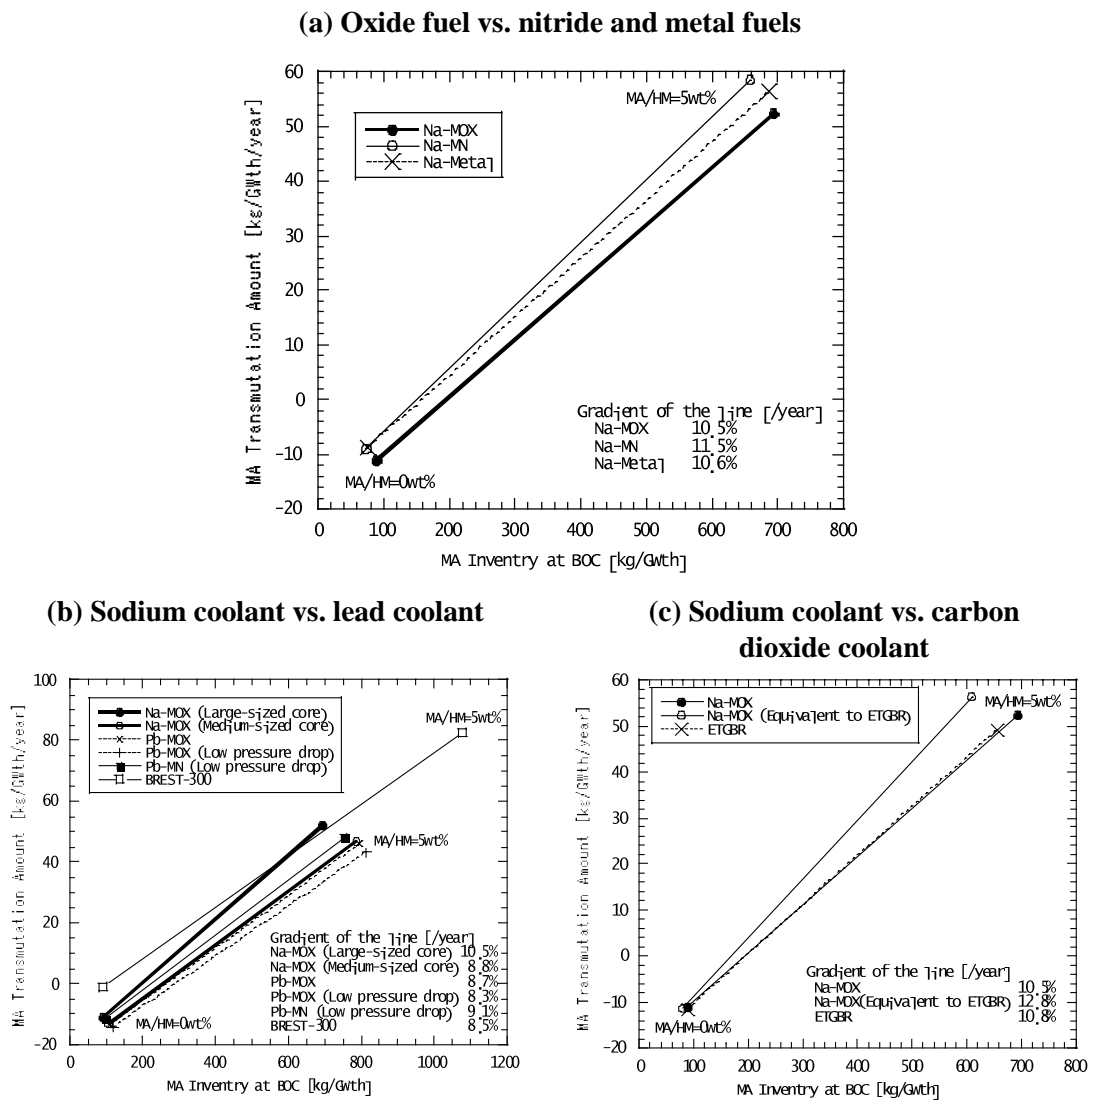 (a) Oxide fuel vs. nitride and metal fuels
MA Transmutation Amount [kg/GWth/year]
60
50
40
30
20
10
0
-10
-20
Na-MOX
Na-MN
Na-Metal
MA/HM=5wt%
MA/HM=0wt%
Gradient of the line [/year]
Na-MOX 10.5%
Na-MN 11.5%
Na-Metal 10.6%
0 100 200 300 400 500 600 700 800
MA Inventry at BOC [kg/GWth]
(b) Sodium coolant vs. lead coolant
MA Transmutation Amount [kg/GWth/year]
100
80
60
40
20
0
-20
Na-MOX (Large-sized core)
Na-MOX (Medium-sized core)
Pb-MOX
Pb-MOX (Low pressure drop)
Pb-MN (Low pressure drop)
BREST-300
MA/HM=5wt%
MA/HM=5wt%
MA/HM=0wt%
Gradient of the line [/year]
Na-MOX (Large-sized core) 10.5%
Na-MOX (Medium-sized core) 8.8%
Pb-MOX 8.7%
Pb-MOX (Low pressure drop) 8.3%
Pb-MN (Low pressure drop) 9.1%
BREST-300 8.5%
0 200 400 600 800 1000 1200
MA Inventry at BOC [kg/GWth]
(c) Sodium coolant vs. carbon
dioxide coolant
MA Transmutation Amount [kg/GWth/year]
60
50
40
30
20
10
0
-10
-20
Na-MOX
Na-MOX (Equivalent to ETGBR)
ETGBR
MA/HM=5wt%
MA/HM=0wt%
Gradient of the line [/year]
Na-MOX 10.5%
Na-MOX(Equivalent to ETGBR) 12.8%
ETGBR 10.8%
0 100 200 300 400 500 600 700 800
MA Inventry at BOC [kg/GWth]